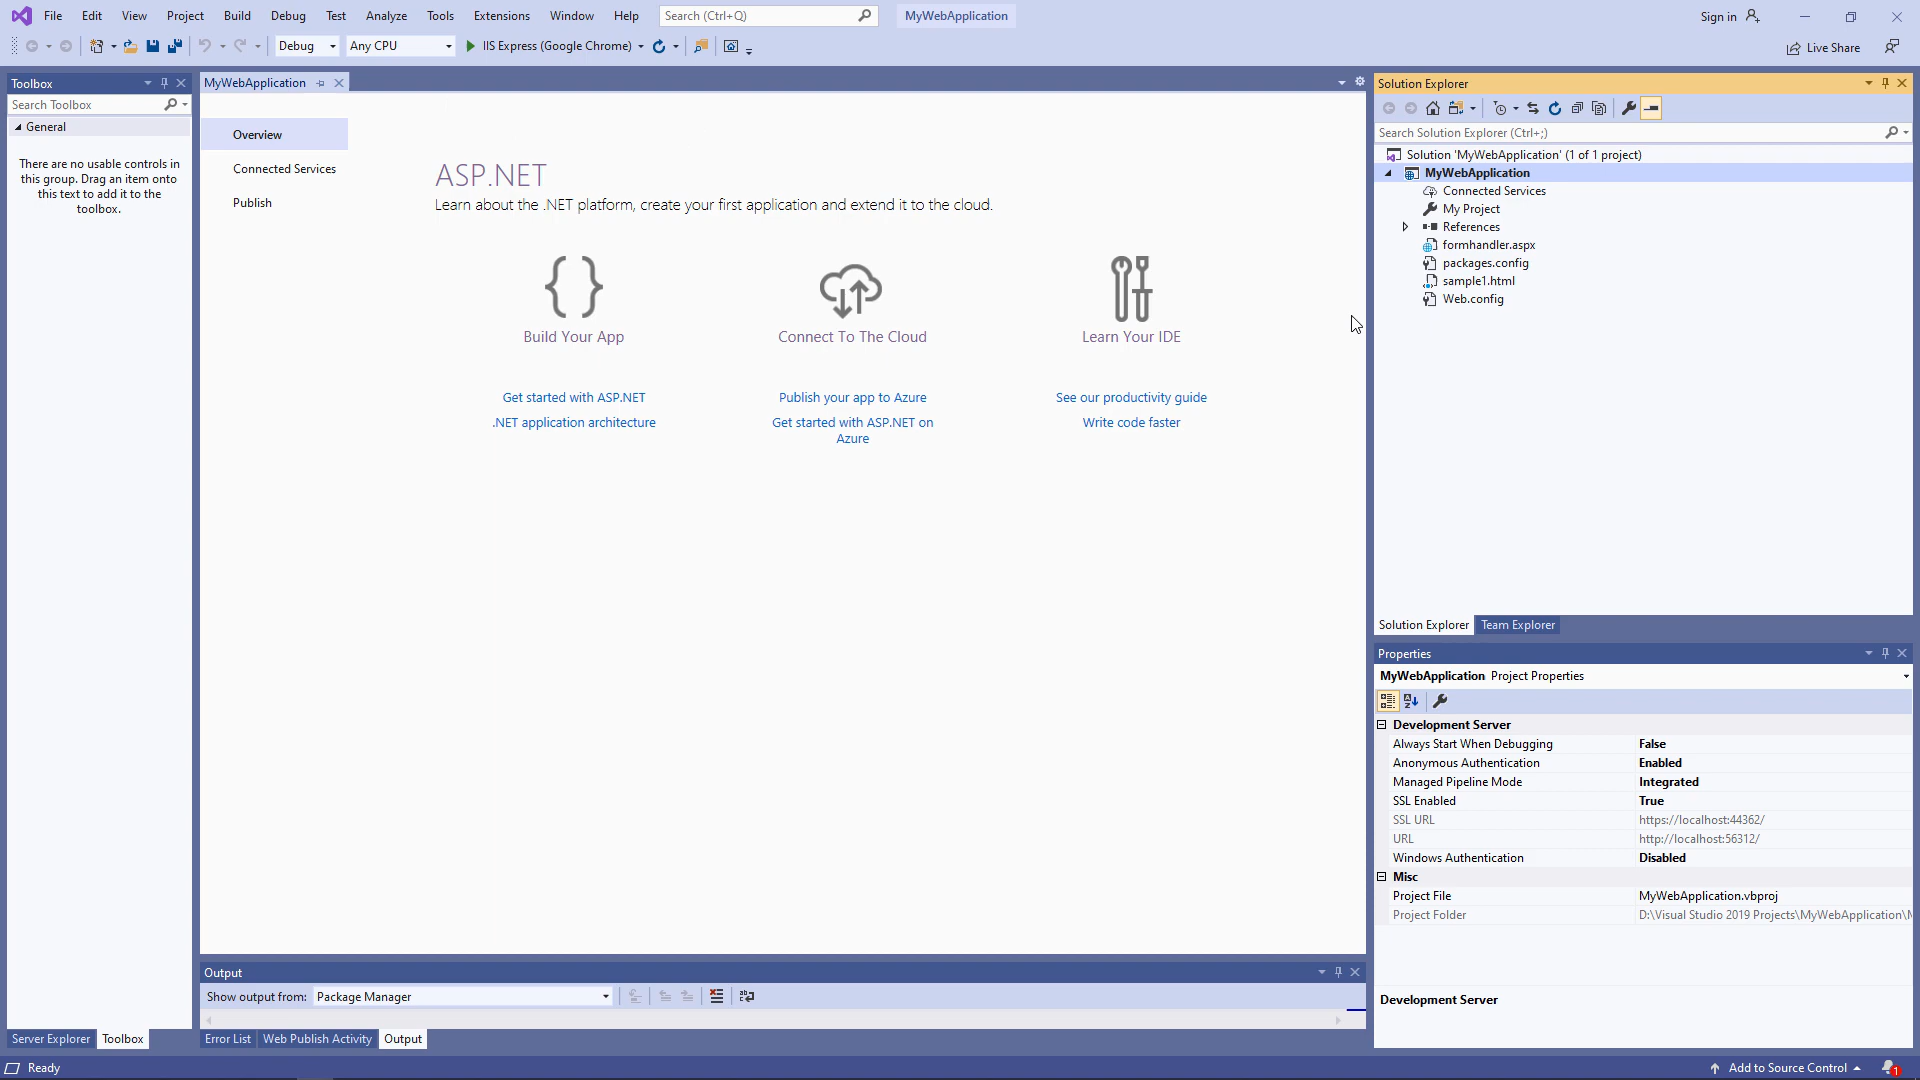 File Edit View Project Build Debug Test Analyze Tools Extensions Window Help Search (Ctrl+Q) MyWebApplication Sign in
Debug Any CPU IIS Express (Google Chrome) Live Share
Toolbox
Search Toolbox
General
There are no usable controls in
this group. Drag an item onto
this text to add it to the
toolbox.
Server Explorer Toolbox
MyWebApplication
Overview
Connected Services
Publish
ASP.NET
Learn about the .NET platform, create your first application and extend it to the cloud.
Build Your App
Get started with ASP.NET
.NET application architecture
Connect To The Cloud
Publish your app to Azure
Get started with ASP.NET on
Azure
Learn Your IDE
See our productivity guide
Write code faster
Output
Show output from: Package Manager
Error List Web Publish Activity Output
Solution Explorer
Search Solution Explorer (Ctrl+;)
Solution 'MyWebApplication' (1 of 1 project)
MyWebApplication
Connected Services
My Project
References
formhandler.aspx
packages.config
sample1.html
Web.config
Solution Explorer Team Explorer
Properties
MyWebApplication Project Properties
Development Server
Always Start When Debugging False
Anonymous Authentication Enabled
Managed Pipeline Mode Integrated
SSL Enabled True
SSL URL https://localhost:44362/
URL http://localhost:56312/
Windows Authentication Disabled
Misc
Project File MyWebApplication.vbproj
Project Folder D:\Visual Studio 2019 Projects\MyWebApplication\
Development Server
Ready Add to Source Control 1